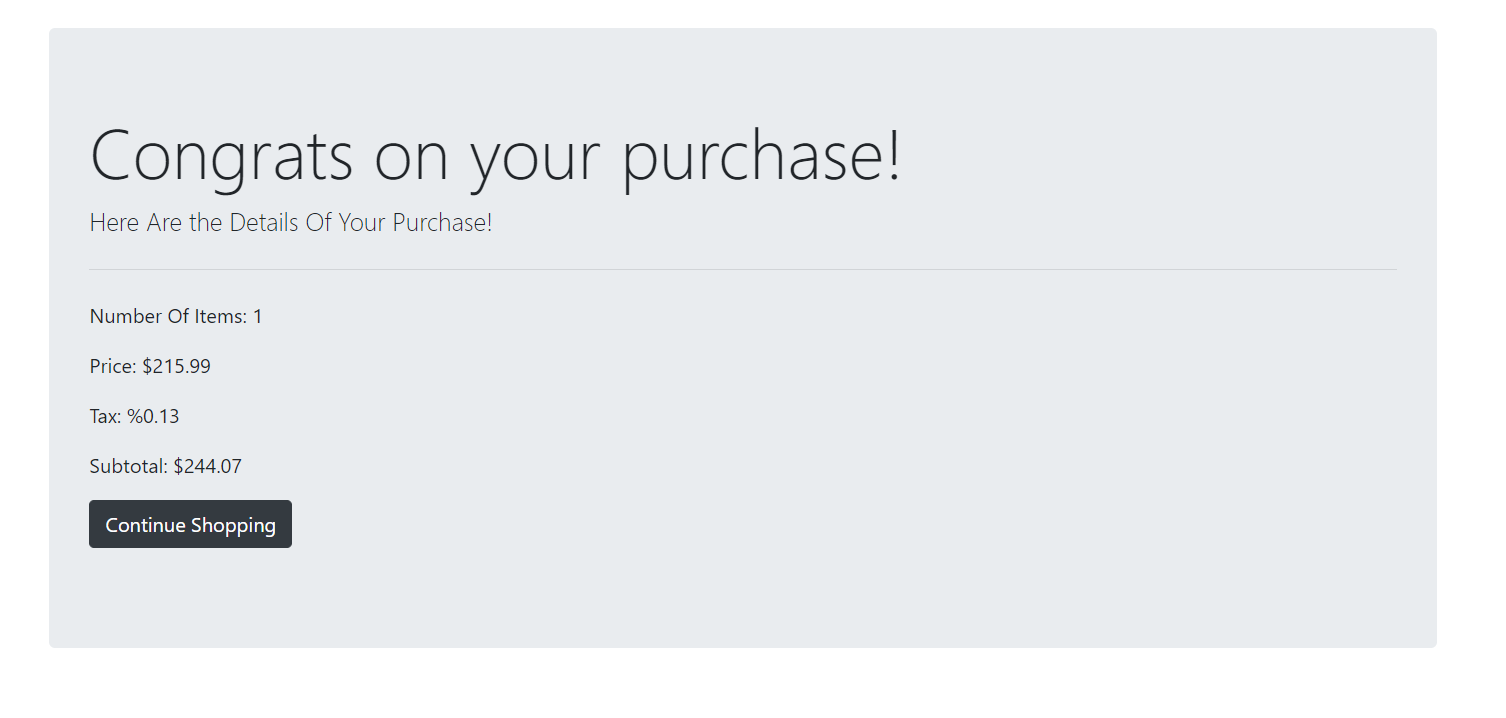 Congrats on your purchase!
Here Are the Details Of Your Purchase!
Number Of Items: 1
Price: $215.99
Tax: %0.13
Subtotal: $244.07
Continue Shopping